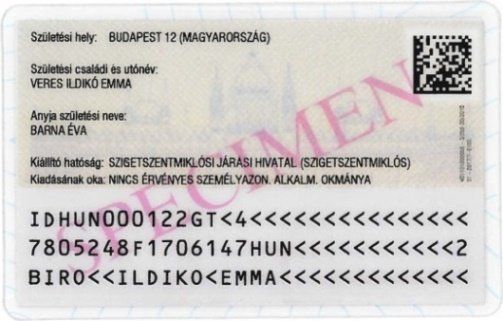 Születési hely: BUDAPEST 12 (MAGYARORSZÁG)
Születési családi és utónév:
VERES ILDIKÓ EMMA
Anyja születési neve:
BARNA ÉVA
Kiállító hatóság: SZIGETSZENTMIKLÓSI JÁRÁSI HIVATAL (SZIGETSZENTMIKLÓS)
Kiadásának oka: NINCS ÉRVÉNYES SZEMÉLYAZON. ALKALM. OKMÁNYA
SPECIMEN
IDHUN000122GT<4<<<<<<<<<<<<<<<
7805248F1706147HUN<<<<<<<<<<<2
BIRO<<ILDIKO<EMMA<<<<<<<<<<<<<